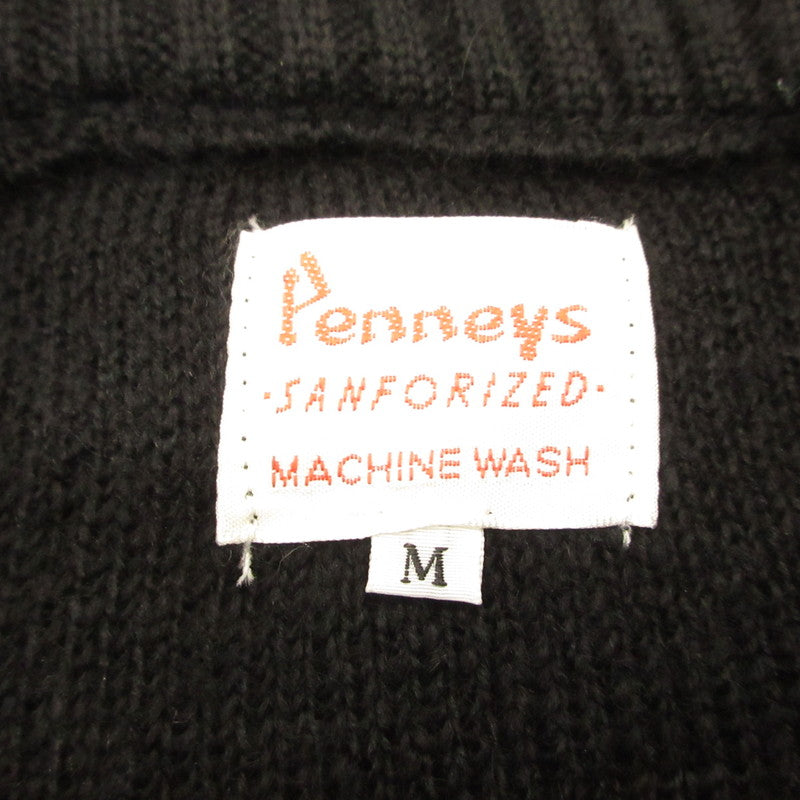 Penneys
·SANFORIZED·
MACHINE WASH
M